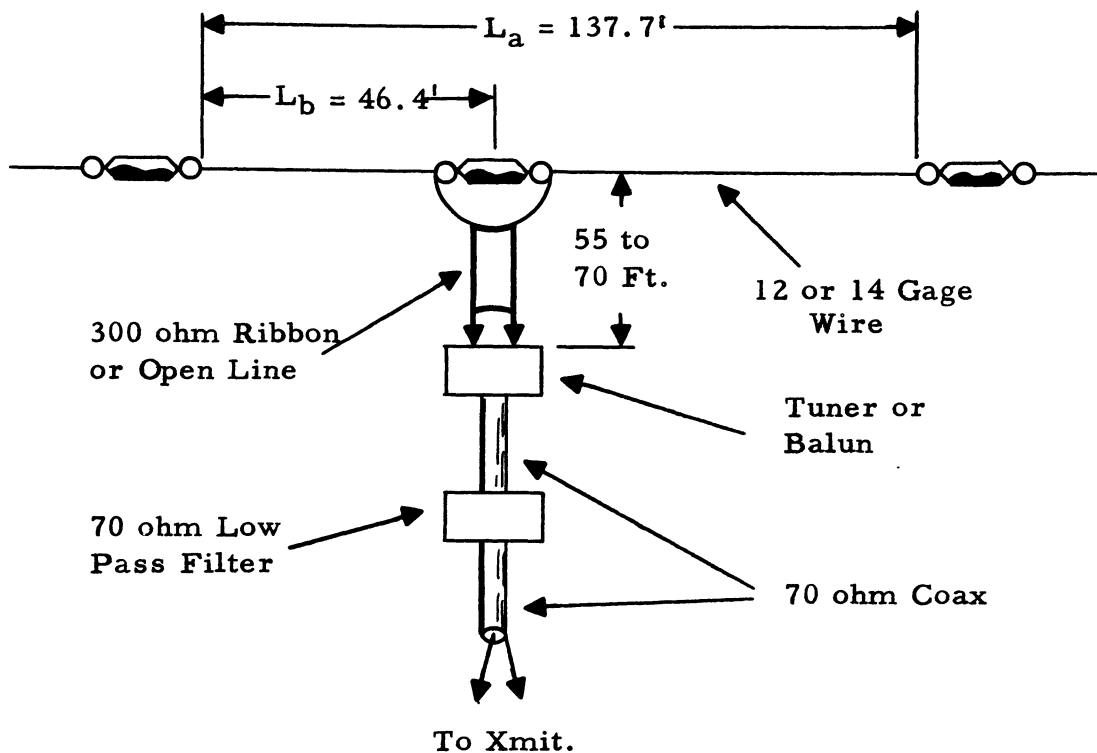 La = 137.7'
Lb = 46.4'
55 to
70 Ft.
12 or 14 Gage
Wire
300 ohm Ribbon
or Open Line
Tuner or
Balun
70 ohm Low
Pass Filter
70 ohm Coax
To Xmit.